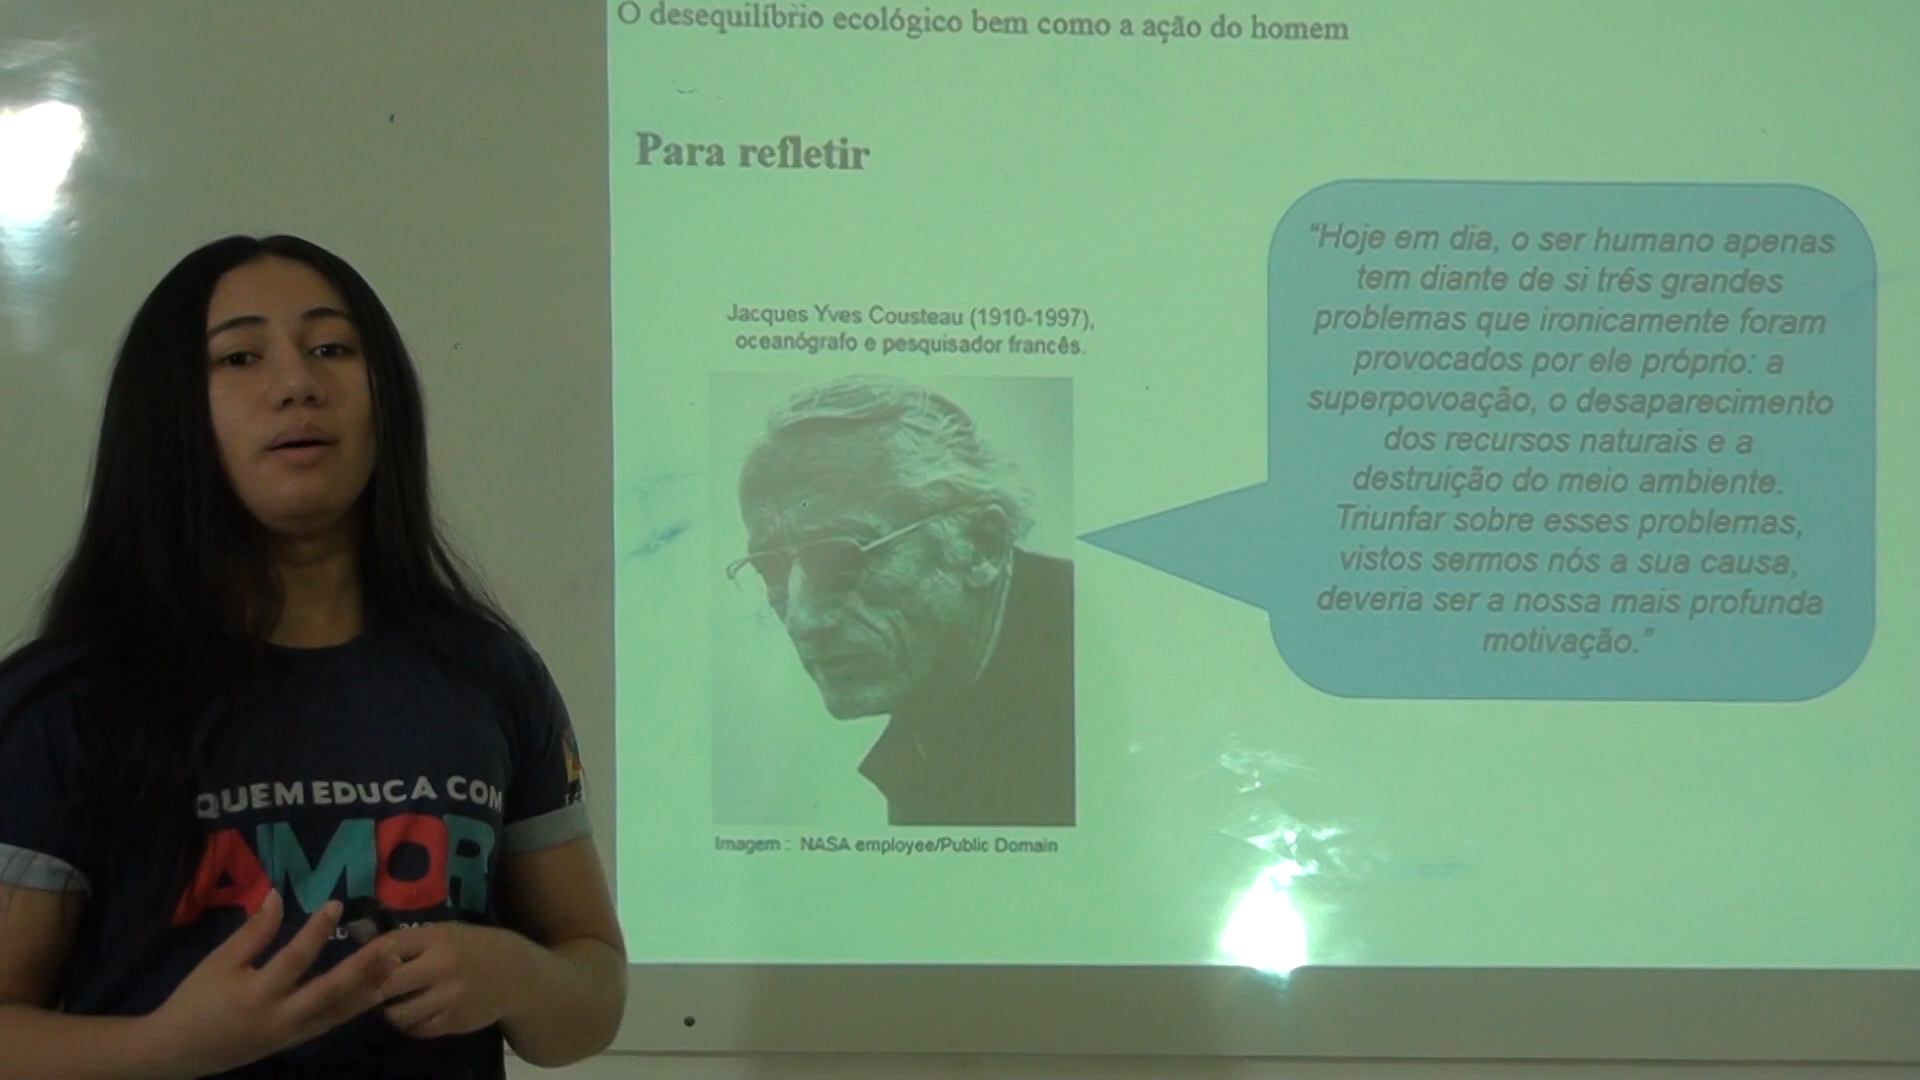 O desequilíbrio ecológico bem como a ação do homem
Para refletir
Jacques Yves Cousteau (1910-1997),
oceanógrafo e pesquisador francês.
Imagem : NASA employee/Public Domain
“Hoje em dia, o ser humano apenas
tem diante de si três grandes
problemas que ironicamente foram
provocados por ele próprio: a
superpovoação, o desaparecimento
dos recursos naturais e a
destruição do meio ambiente.
Triunfar sobre esses problemas,
vistos sermos nós a sua causa,
deveria ser a nossa mais profunda
motivação.”
QUEM EDUCA COM
AMOR